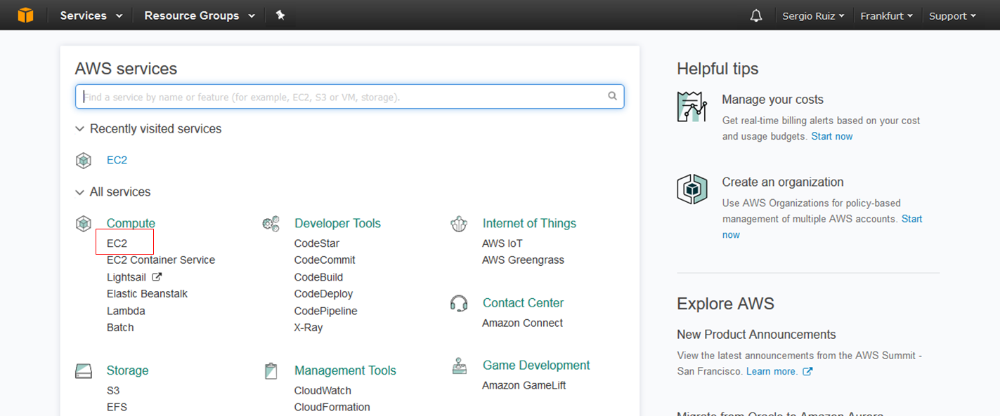 Services Resource Groups Sergio Ruiz Frankfurt Support
AWS services
Find a service by name or feature (for example, EC2, S3 or VM, storage).
Recently visited services
EC2
All services
Compute
EC2
EC2 Container Service
Lightsail
Elastic Beanstalk
Lambda
Batch
Storage
S3
EFS
Developer Tools
CodeStar
CodeCommit
CodeBuild
CodeDeploy
CodePipeline
X-Ray
Management Tools
CloudWatch
CloudFormation
Internet of Things
AWS IoT
AWS Greengrass
Contact Center
Amazon Connect
Game Development
Amazon GameLift
Helpful tips
Manage your costs
Get real-time billing alerts based on your cost
and usage budgets. Start now
Create an organization
Use AWS Organizations for policy-based
management of multiple AWS accounts. Start
now
Explore AWS
New Product Announcements
View the latest announcements from the AWS Summit -
San Francisco. Learn more.
Migrate from Oracle to Amazon Aurora